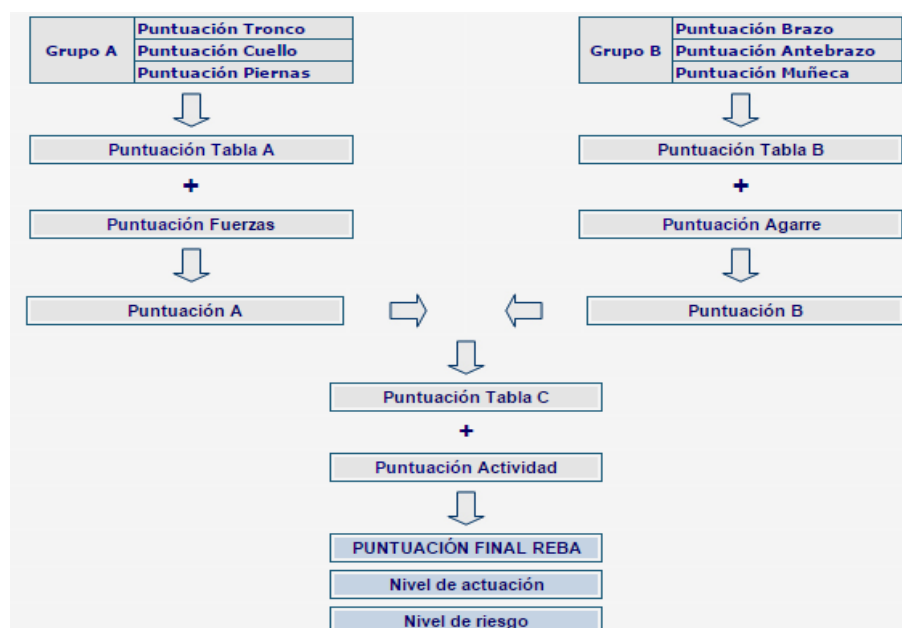 Grupo A
Puntuación Tronco
Puntuación Cuello
Puntuación Piernas
Grupo B
Puntuación Brazo
Puntuación Antebrazo
Puntuación Muñeca
Puntuación Tabla A
Puntuación Tabla B
+
+
Puntuación Fuerzas
Puntuación Agarre
Puntuación A
Puntuación B
Puntuación Tabla C
+
Puntuación Actividad
PUNTUACIÓN FINAL REBA
Nivel de actuación
Nivel de riesgo